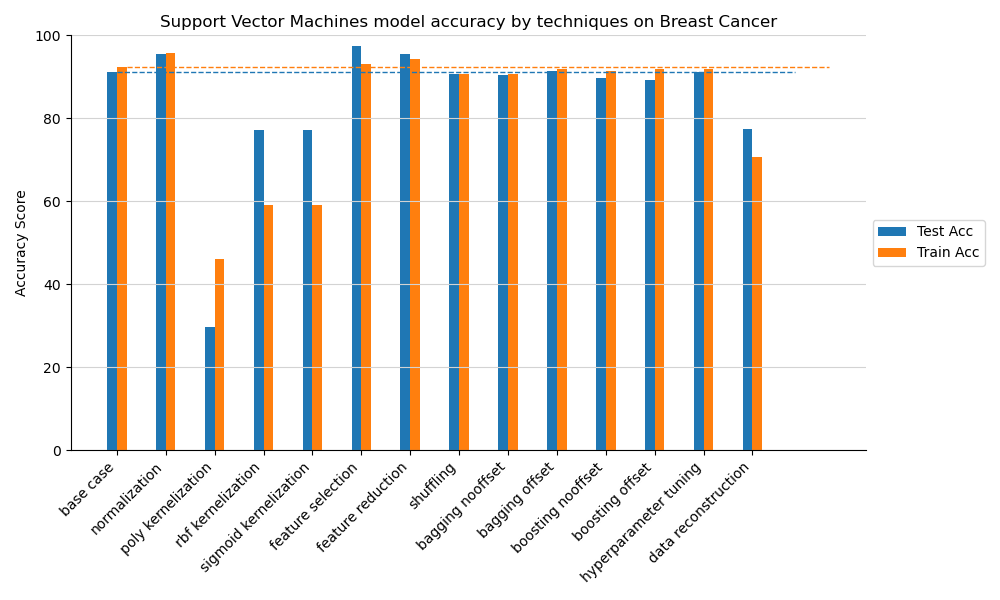 Support Vector Machines model accuracy by techniques on Breast Cancer
Accuracy Score
100
80
60
40
20
0
base case
normalization
poly kernelization
rbf kernelization
sigmoid kernelization
feature selection
feature reduction
shuffling
bagging nooffset
bagging offset
boosting nooffset
boosting offset
hyperparameter tuning
data reconstruction
Test Acc
Train Acc